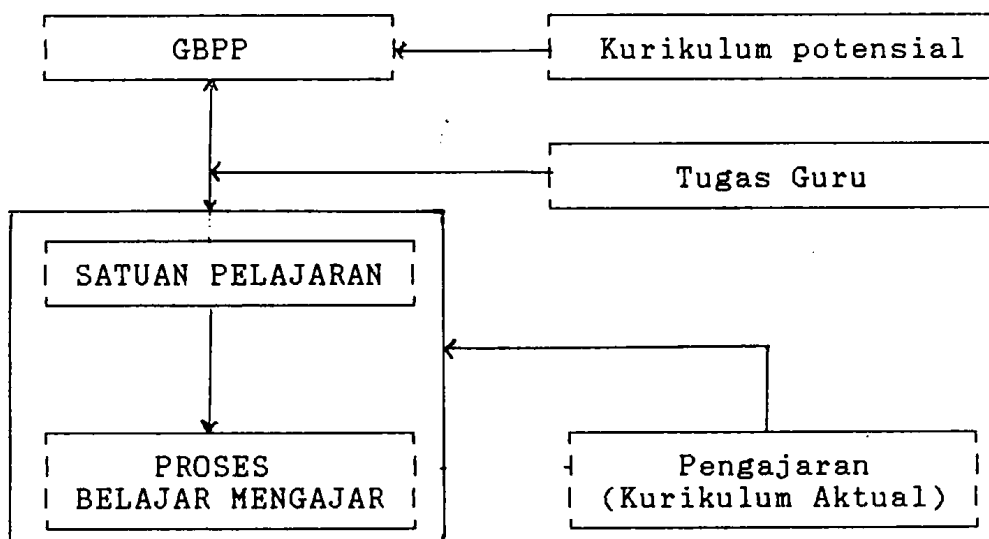 GBPP
Kurikulum potensial
Tugas Guru
SATUAN PELAJARAN
PROSES
BELAJAR MENGAJAR
Pengajaran
(Kurikulum Aktual)